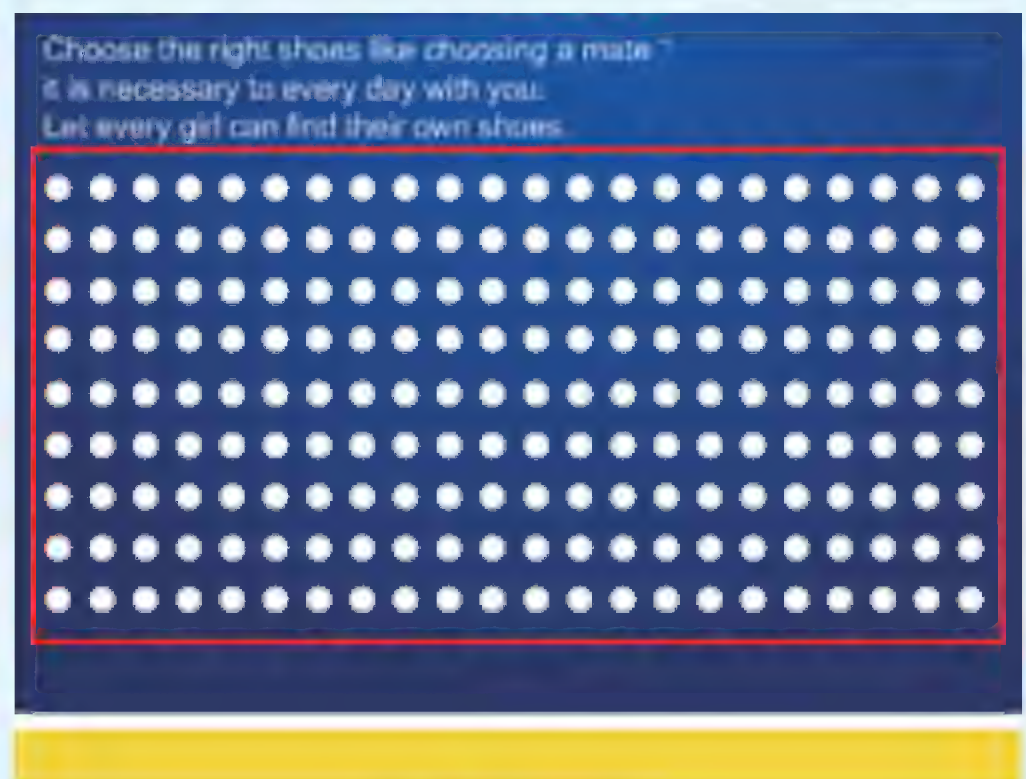 Choose the right shoes like choosing a mate ?
it is necessary to every day with you.
Let every girl can find their own shoes.